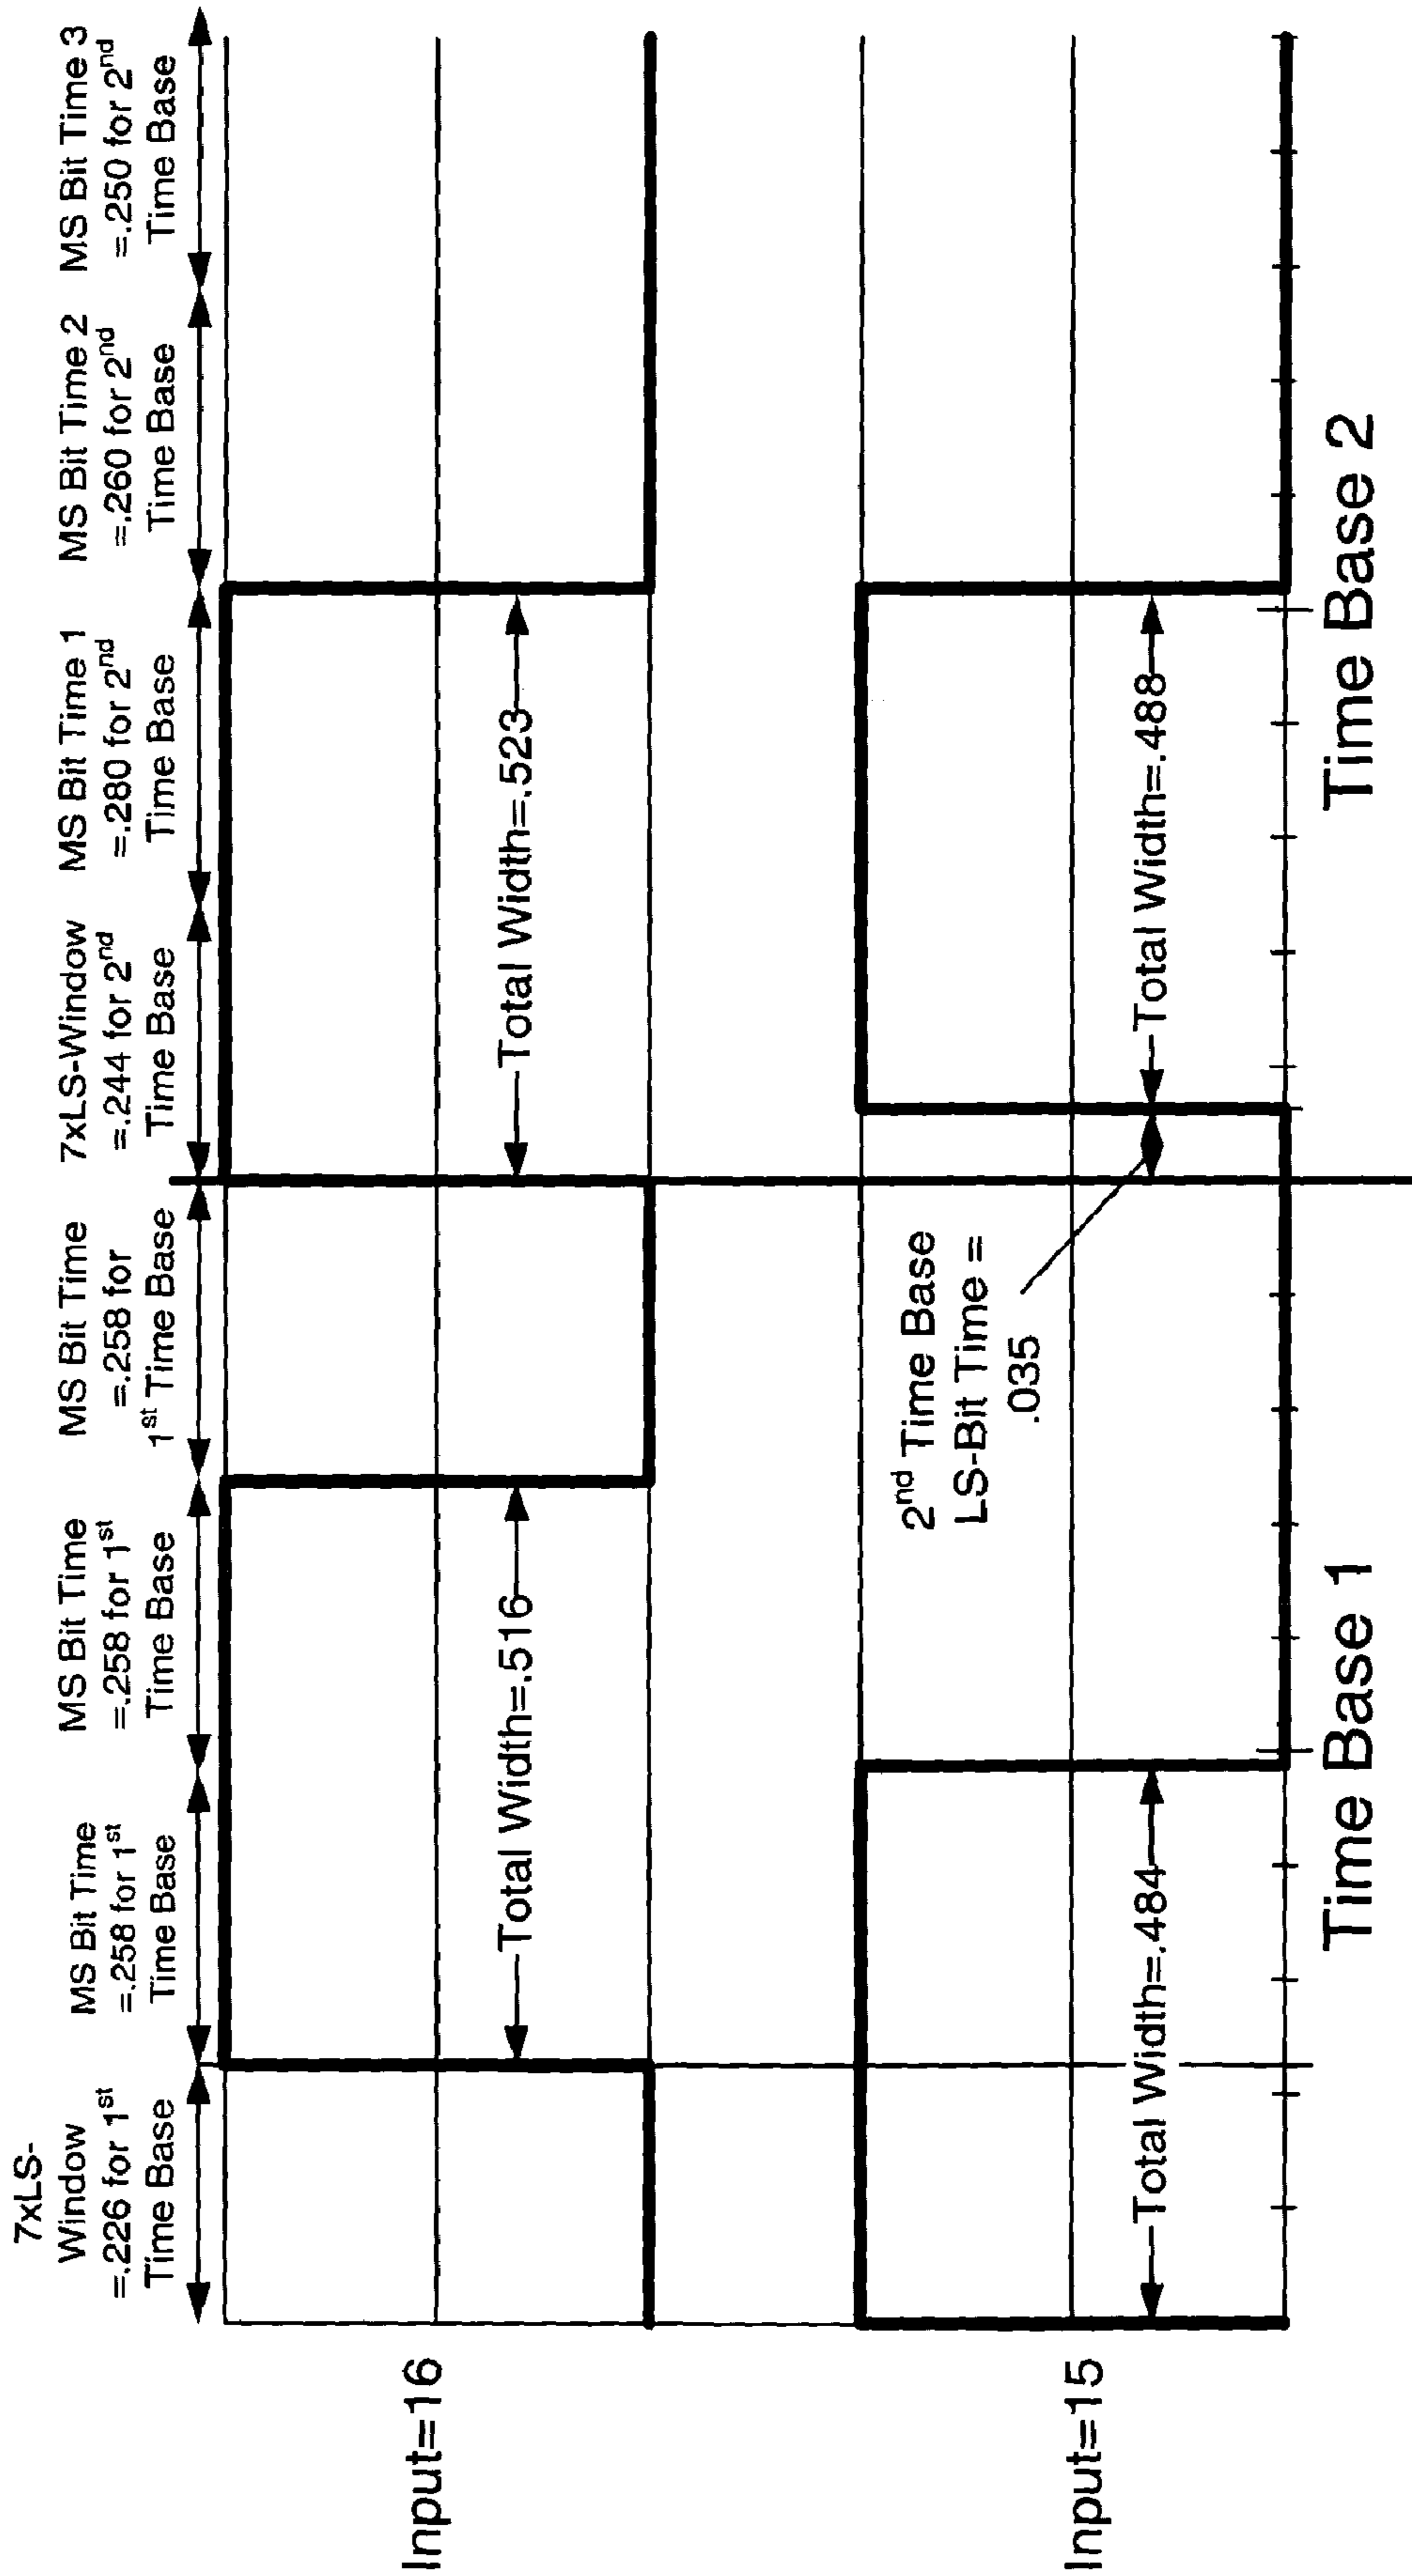 7xLS-
Window
=.226 for 1st
Time Base
MS Bit Time
=.258 for 1st
Time Base
MS Bit Time
=.258 for 1st
Time Base
MS Bit Time
=.258 for
1st Time Base
7xLS-Window
=.244 for 2nd
Time Base
MS Bit Time 1
=.280 for 2nd
Time Base
MS Bit Time 2
=.260 for 2nd
Time Base
MS Bit Time 3
=.250 for 2nd
Time Base
Input=16
Total Width=.516
Total Width=.523
2nd Time Base
LS-Bit Time =
.035
Input=15
Total Width=.484
Total Width=.488
Time Base 1
Time Base 2